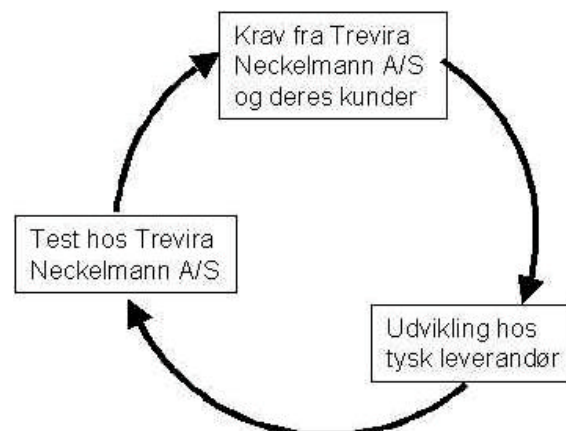 Krav fra Trevira
Neckelmann A/S
og deres kunder
Udvikling hos
tysk leverandør
Test hos Trevira
Neckelmann A/S